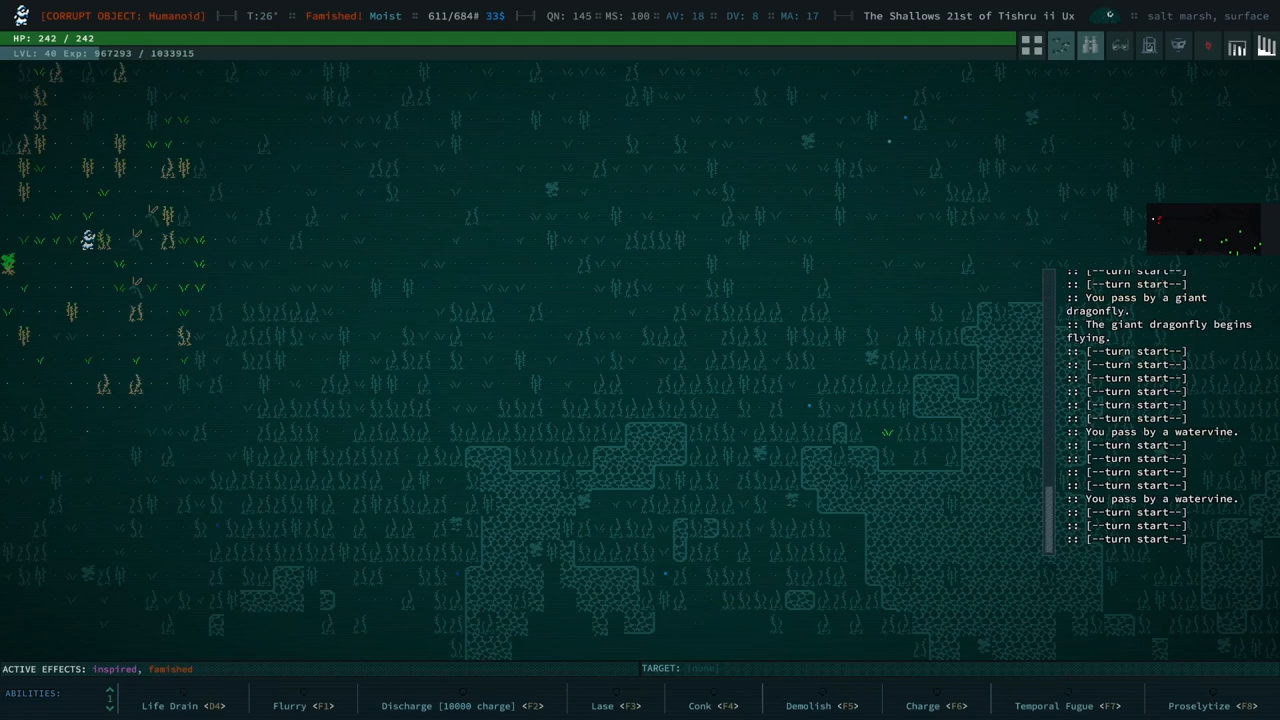 [CORRUPT OBJECT: Humanoid] T:26° :: Famished! Moist :: 611/684# 33$ QN: 145 :: MS: 100 :: AV: 18 :: DV: 8 :: MA: 17 The Shallows 21st of Tishru ii Ux :: salt marsh, surface
HP: 242 / 242
LVL: 40 Exp: 967293 / 1033915
:: [--turn start--]
:: [--turn start--]
:: You pass by a giant
dragonfly.
:: The giant dragonfly begins
flying.
:: [--turn start--]
:: [--turn start--]
:: [--turn start--]
:: [--turn start--]
:: [--turn start--]
:: [--turn start--]
:: You pass by a watervine.
:: [--turn start--]
:: [--turn start--]
:: [--turn start--]
:: [--turn start--]
:: You pass by a watervine.
:: [--turn start--]
:: [--turn start--]
:: [--turn start--]
ACTIVE EFFECTS: inspired, famished
TARGET: [none]
ABILITIES: 1 Life Drain <D4> Flurry <F1> Discharge [10000 charge] <F2> Lase <F3> Conk <F4> Demolish <F5> Charge <F6> Temporal Fugue <F7> Proselytize <F8>